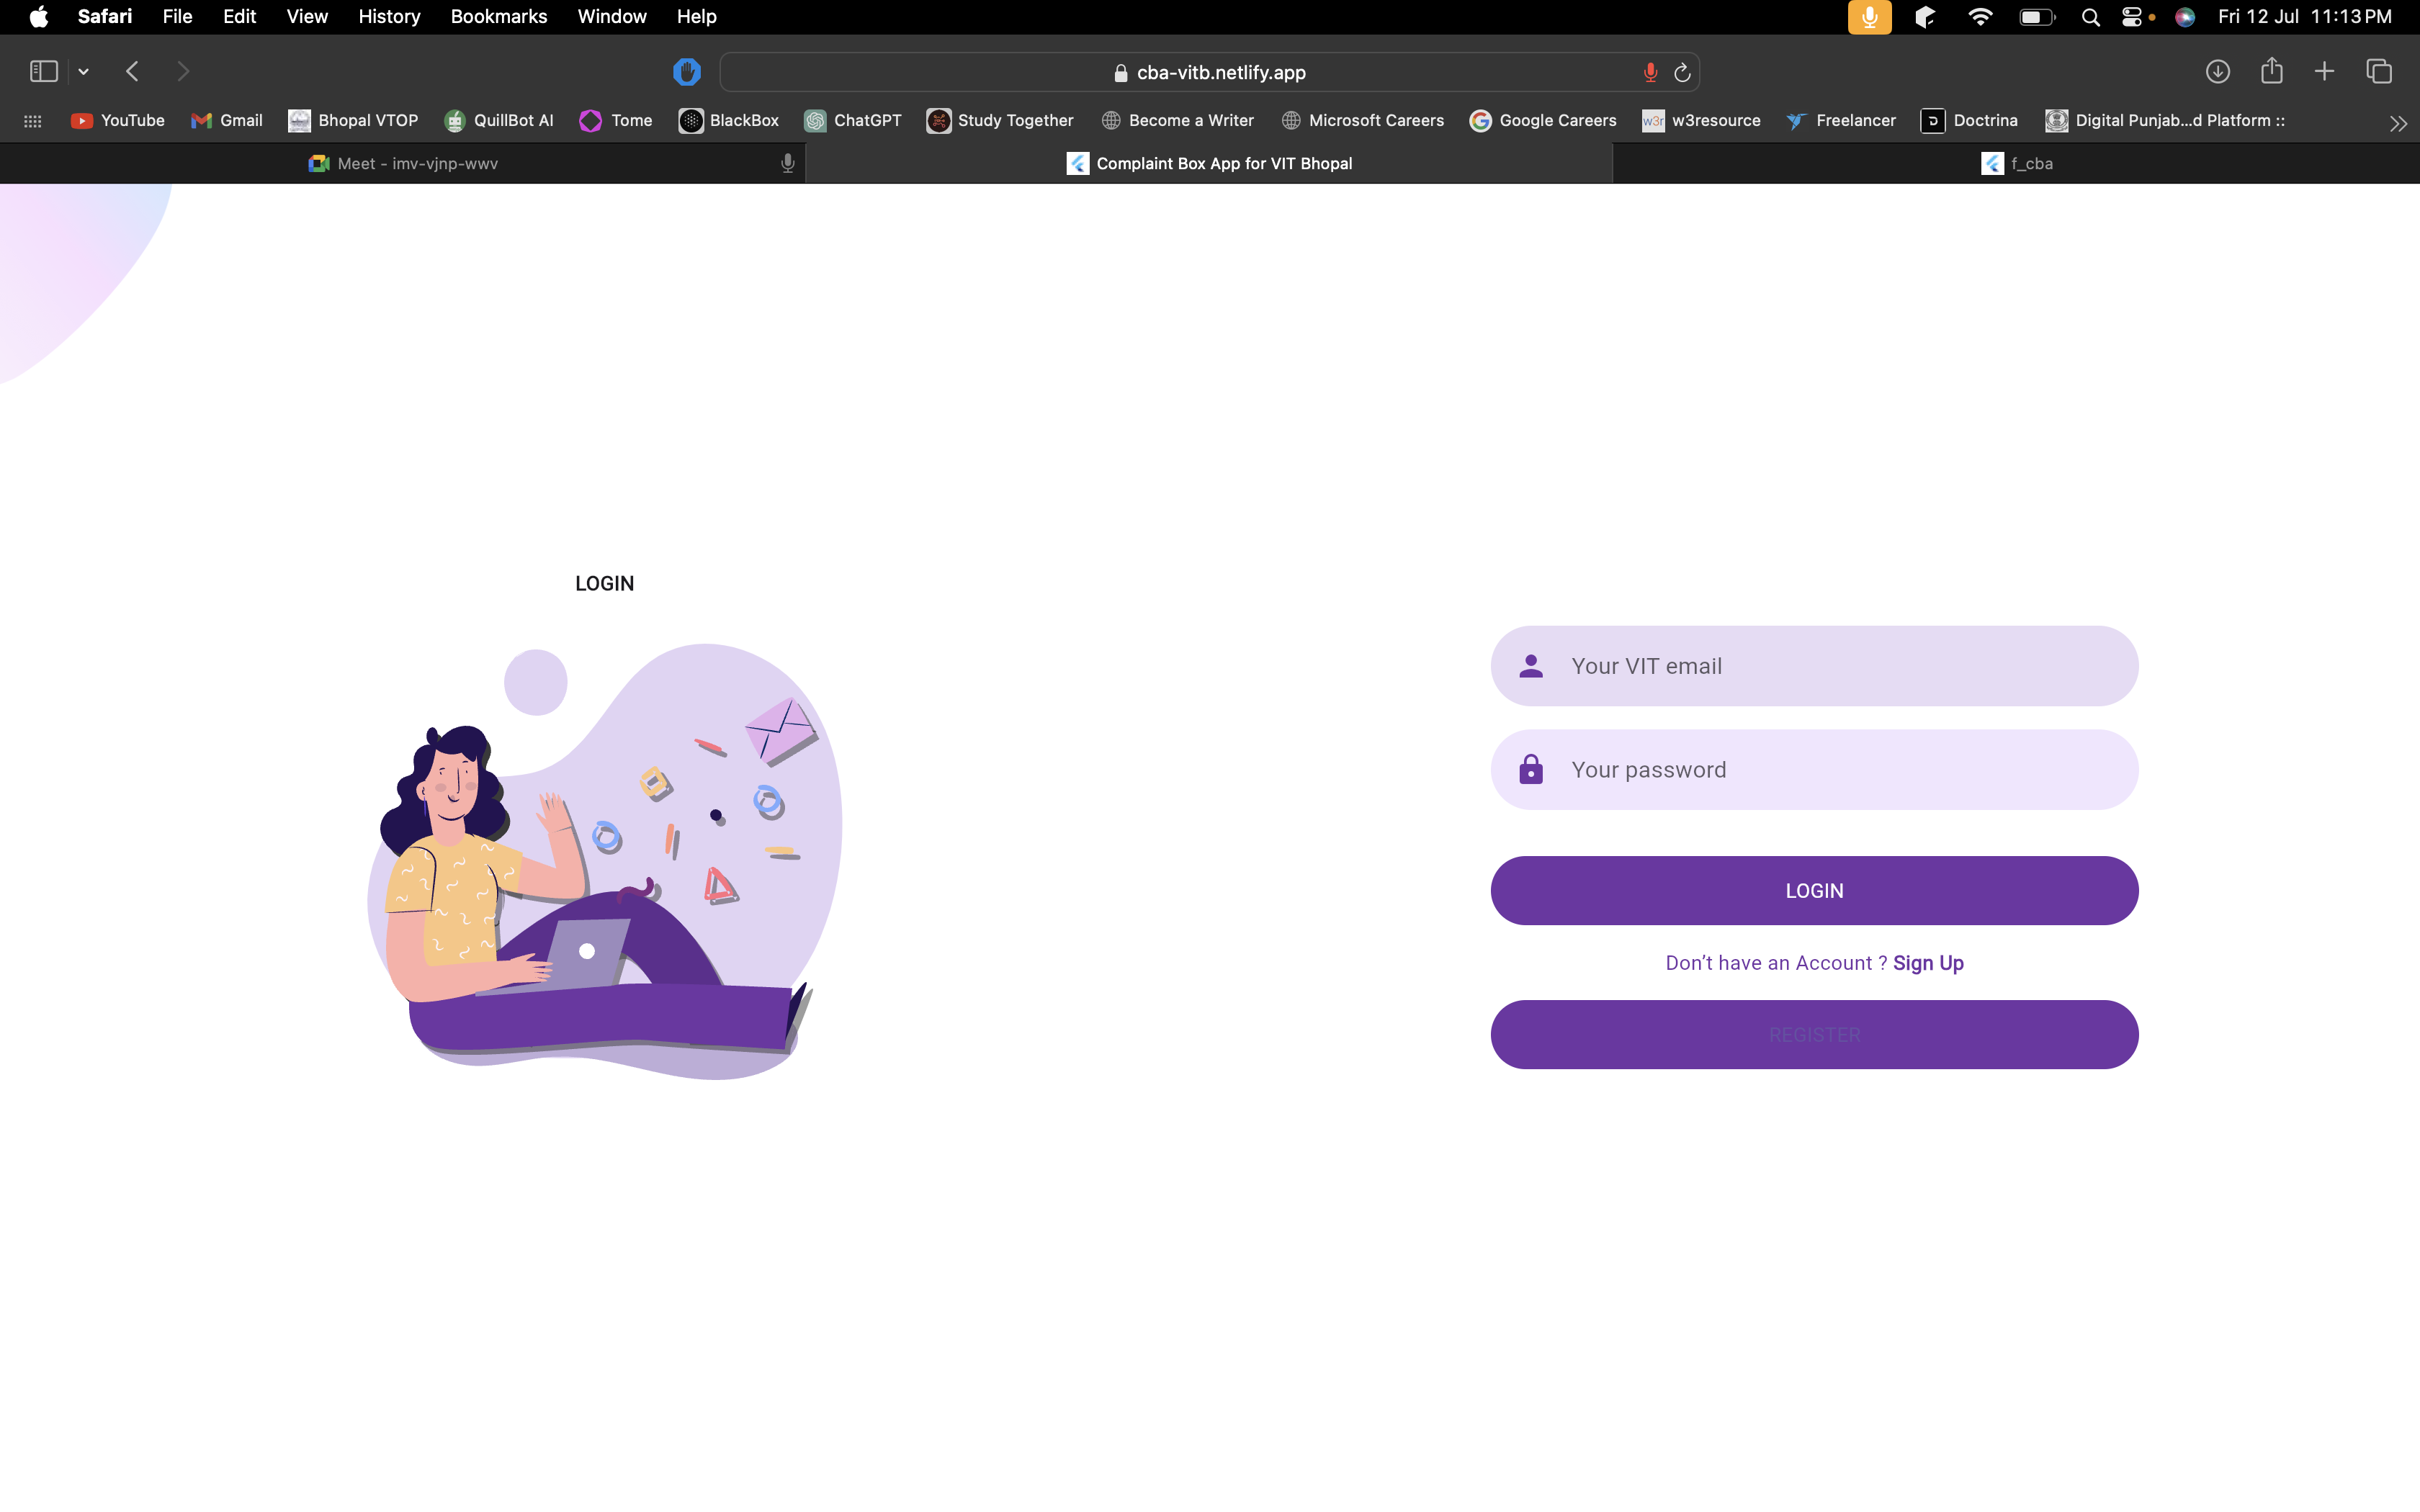 Safari File Edit View History Bookmarks Window Help Fri 12 Jul 11:13 PM
cba-vitb.netlify.app
YouTube Gmail Bhopal VTOP QuillBot AI Tome BlackBox ChatGPT Study Together Become a Writer Microsoft Careers Google Careers w3r w3resource Freelancer Doctrina Digital Punjab...d Platform ::
Meet - imv-vjnp-wwv Complaint Box App for VIT Bhopal f_cba
LOGIN
Your VIT email
Your password
LOGIN
Don’t have an Account ? Sign Up
REGISTER